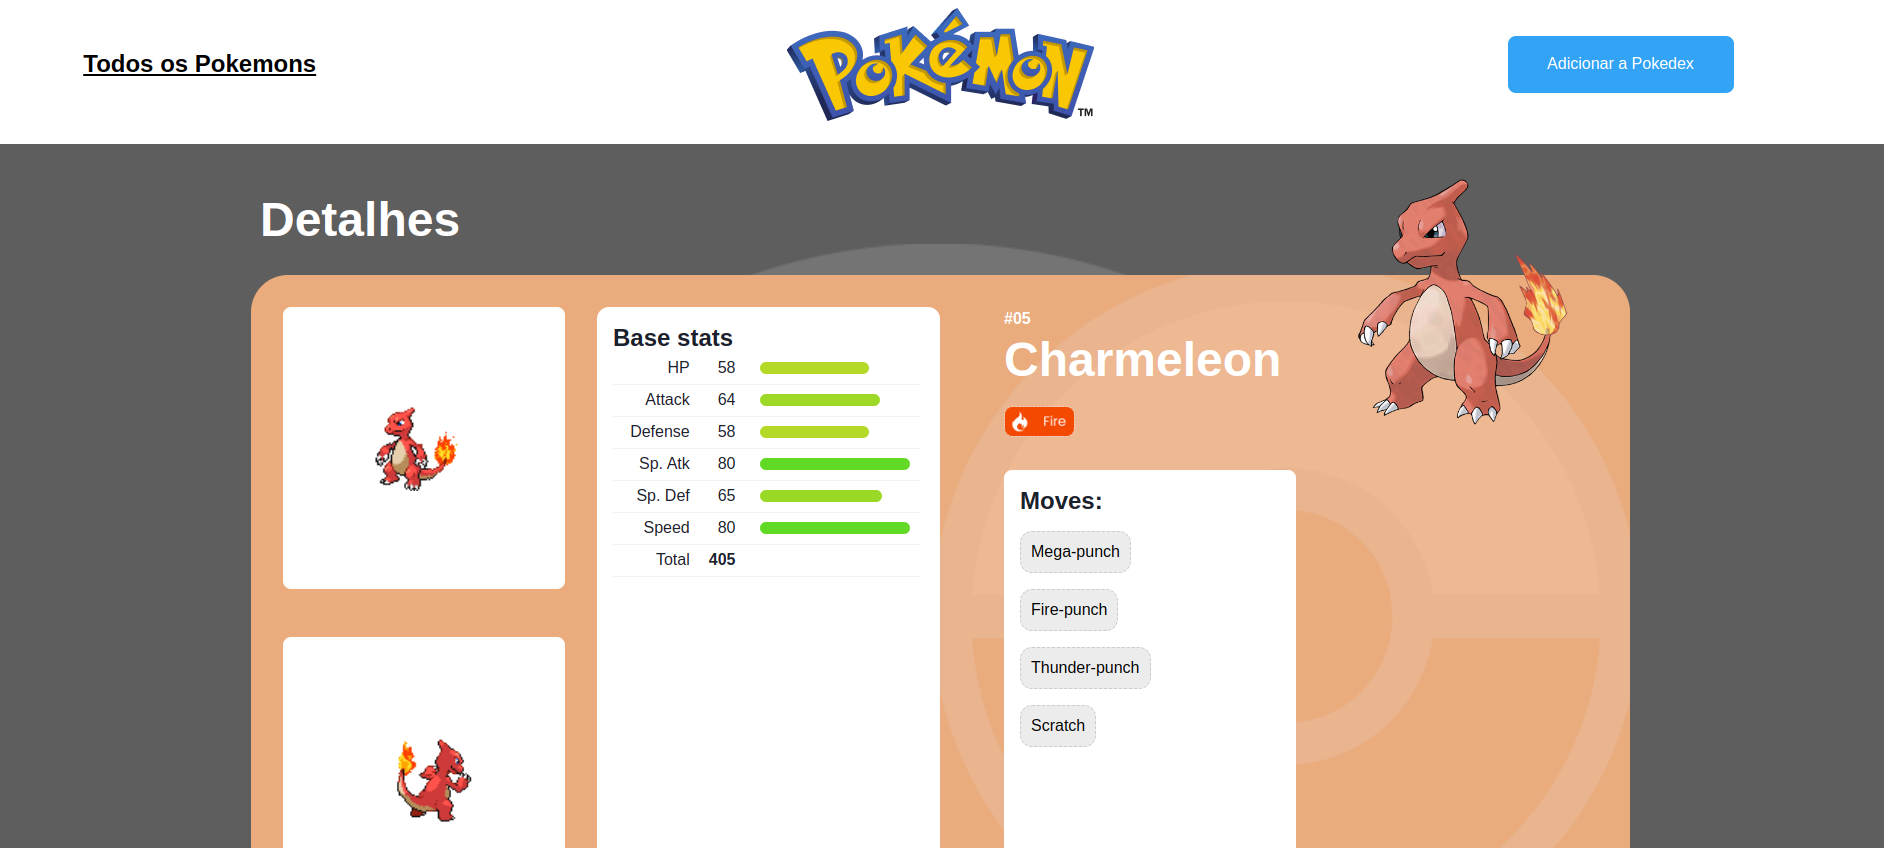 Todos os Pokemons
POKéMON
TM
Adicionar a Pokedex
Detalhes
Base stats
HP 58
Attack 64
Defense 58
Sp. Atk 80
Sp. Def 65
Speed 80
Total 405
#05
Charmeleon
Fire
Moves:
Mega-punch
Fire-punch
Thunder-punch
Scratch